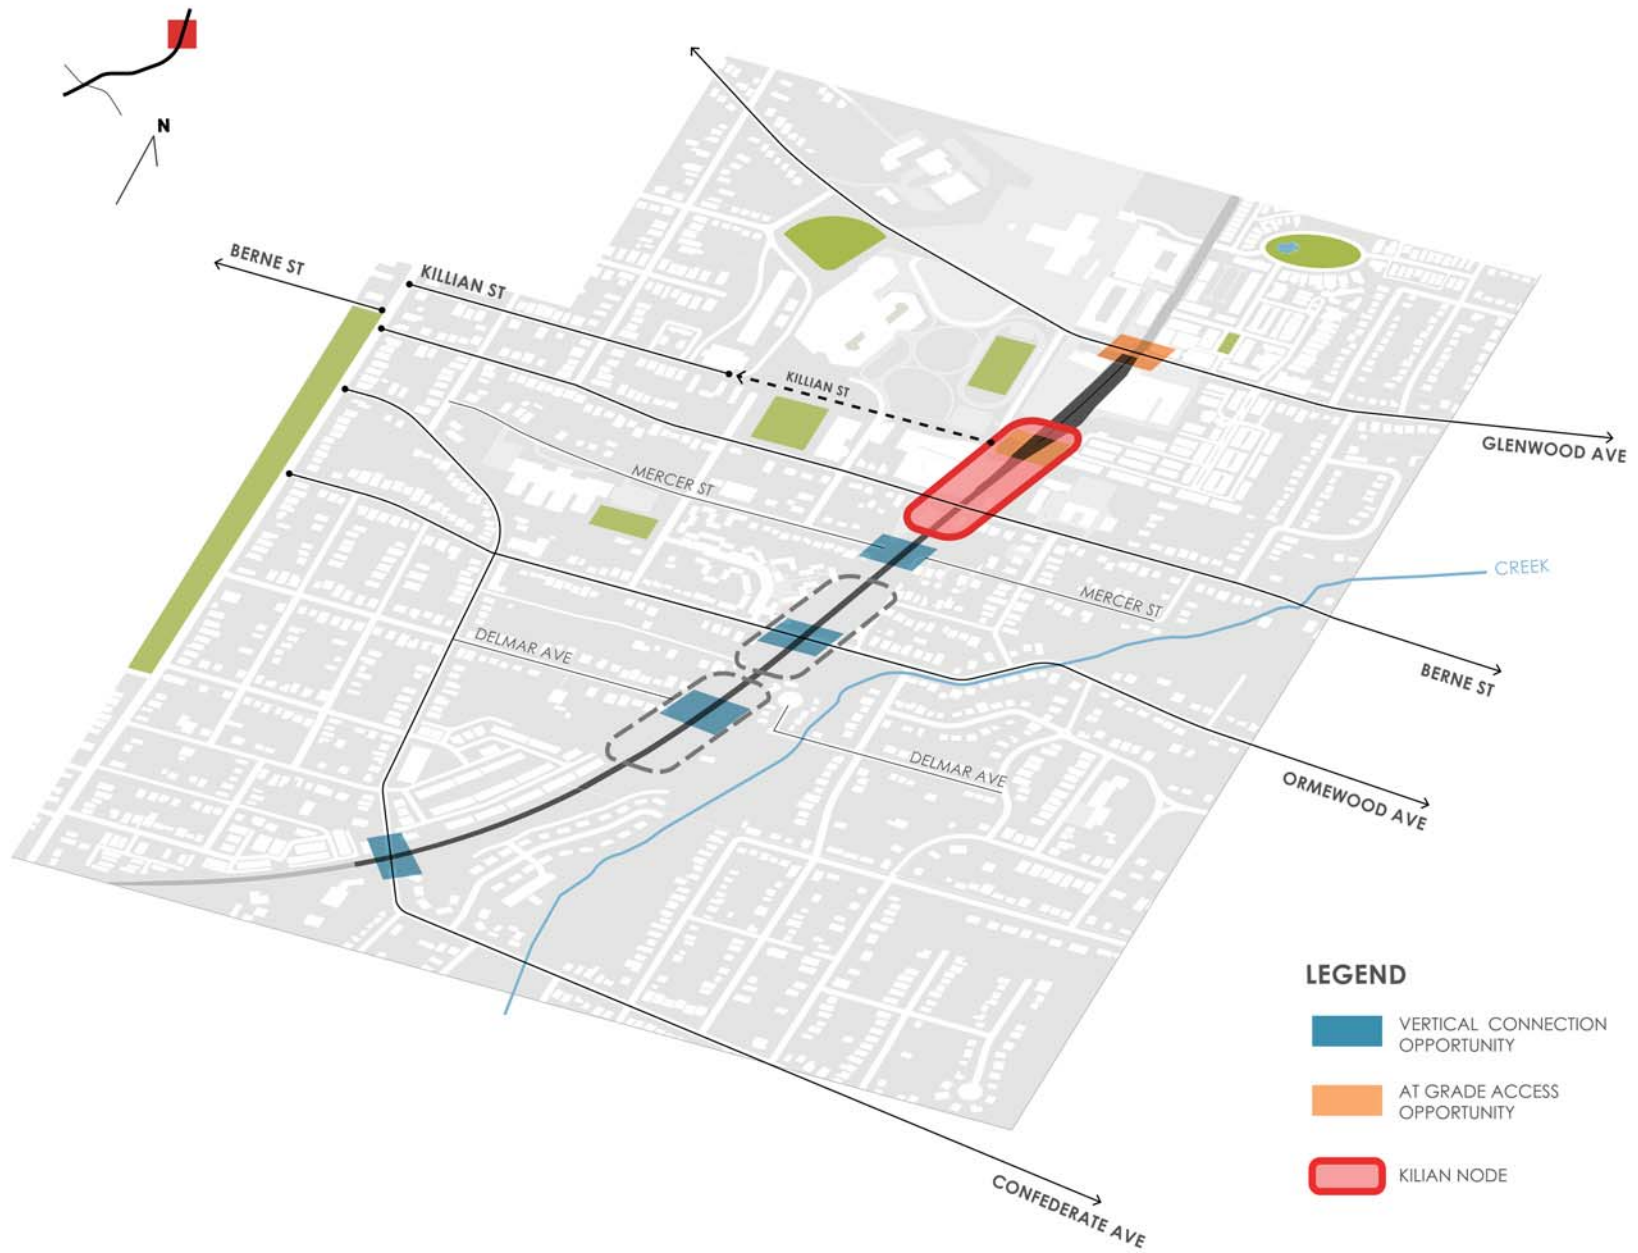 N
BERNE ST
KILLIAN ST
KILLIAN ST
GLENWOOD AVE
MERCER ST
CREEK
MERCER ST
DELMAR AVE
BERNE ST
DELMAR AVE
ORMEWOOD AVE
LEGEND
VERTICAL CONNECTION
OPPORTUNITY
AT GRADE ACCESS
OPPORTUNITY
KILIAN NODE
CONFEDERATE AVE